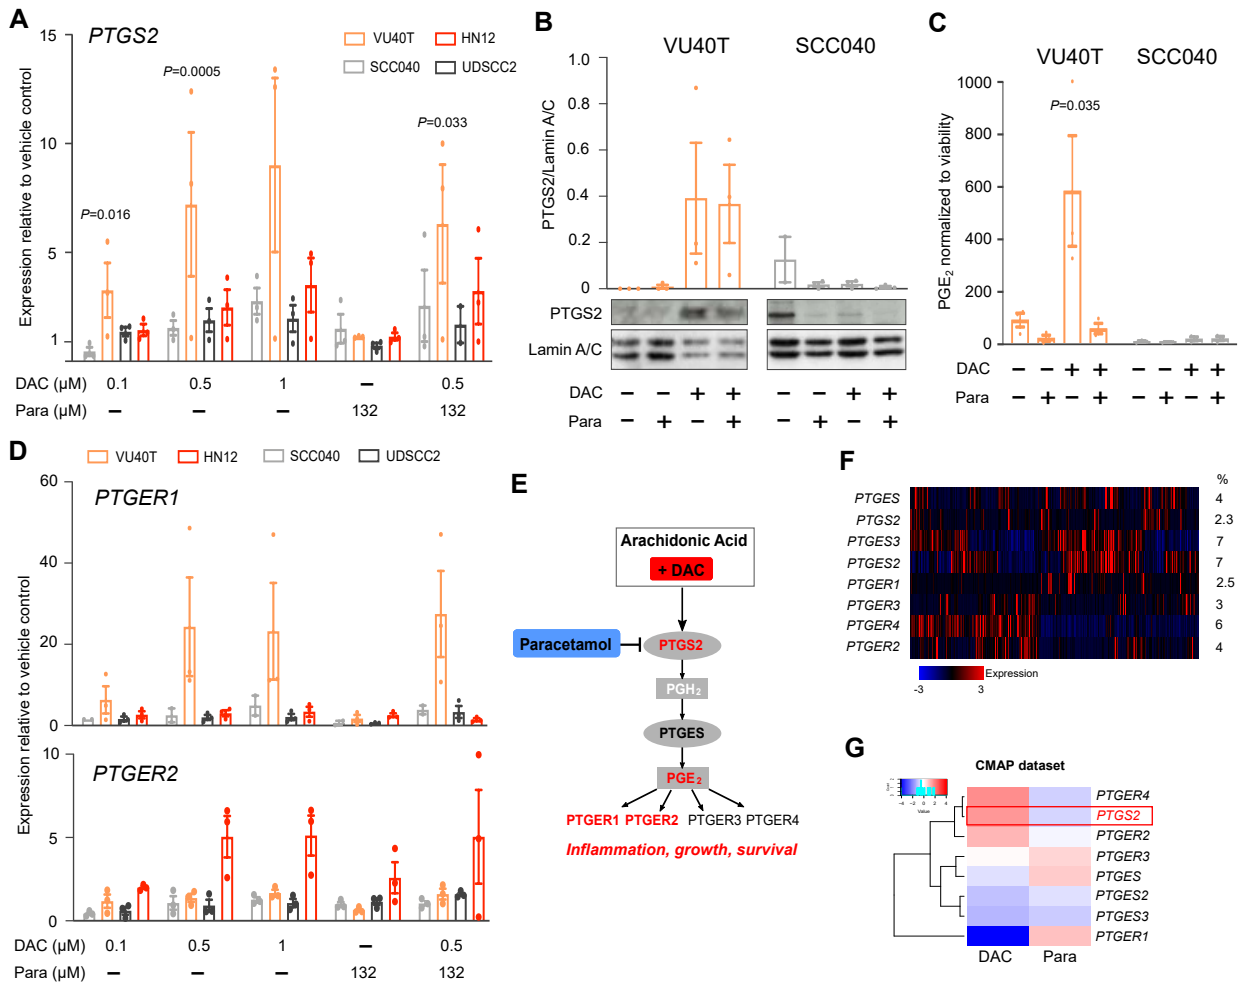 A
PTGS2
VU40T
HN12
SCC040
UDSCC2
Expression relative to vehicle control
15
10
5
1
P=0.016
P=0.0005
P=0.033
DAC (µM) 0.1 0.5 1 – 0.5
Para (µM) – – – 132 132
B
VU40T SCC040
PTGS2/Lamin A/C
1.0
0.8
0.6
0.4
0.2
0
PTGS2
Lamin A/C
DAC – – + + – – + +
Para – + – + – + – +
C
VU40T SCC040
PGE2 normalized to viability
1000
800
600
400
200
0
P=0.035
DAC – – + + – – + +
Para – + – + – + – +
D
VU40T HN12 SCC040 UDSCC2
Expression relative to vehicle control
PTGER1
60
40
20
0
PTGER2
10
5
0
DAC (µM) 0.1 0.5 1 – 0.5
Para (µM) – – – 132 132
E
Arachidonic Acid
+ DAC
Paracetamol
PTGS2
PGH2
PTGES
PGE2
PTGER1 PTGER2 PTGER3 PTGER4
Inflammation, growth, survival
F
%
PTGES 4
PTGS2 2.3
PTGES3 7
PTGES2 7
PTGER1 2.5
PTGER3 3
PTGER4 6
PTGER2 4
Expression
-3 3
G
CMAP dataset
-4 -2 0 2 4
Value
PTGER4
PTGS2
PTGER2
PTGER3
PTGES
PTGES2
PTGES3
PTGER1
DAC Para